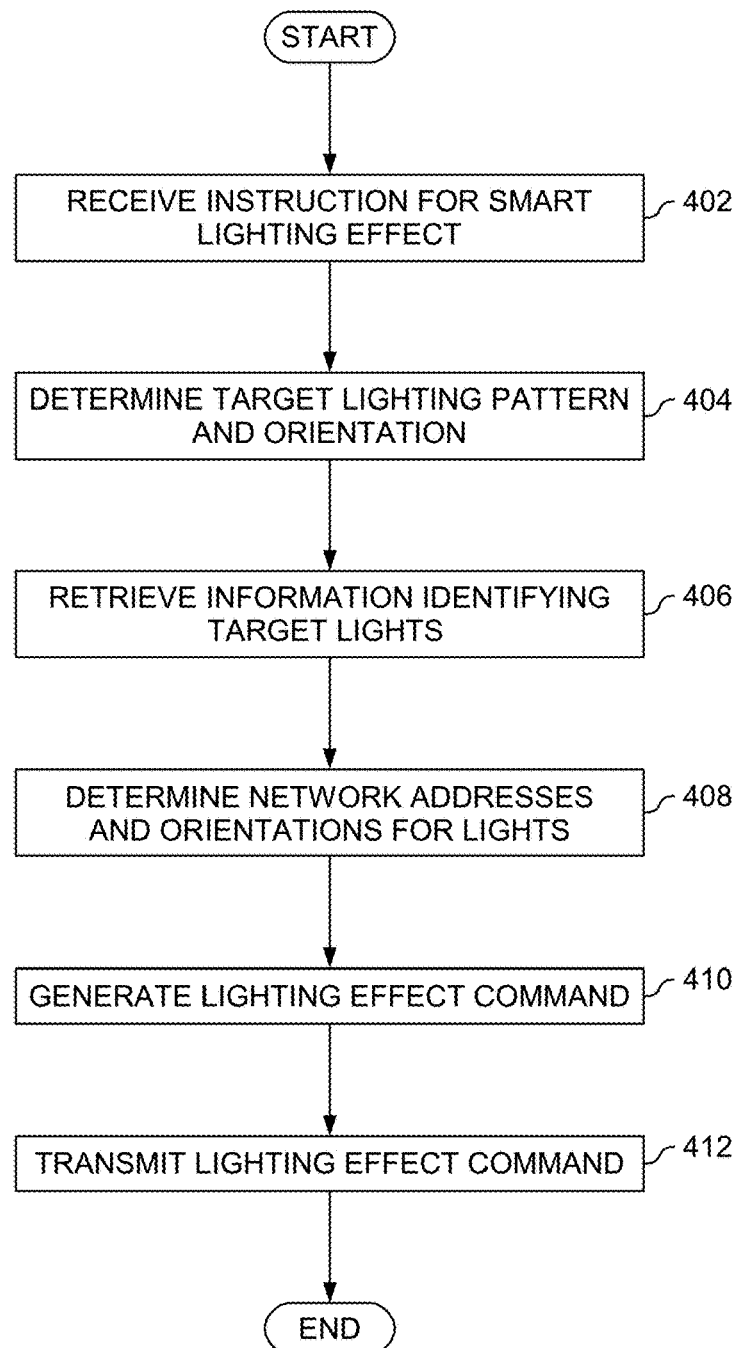 START
RECEIVE INSTRUCTION FOR SMART
LIGHTING EFFECT
402
DETERMINE TARGET LIGHTING PATTERN
AND ORIENTATION
404
RETRIEVE INFORMATION IDENTIFYING
TARGET LIGHTS
406
DETERMINE NETWORK ADDRESSES
AND ORIENTATIONS FOR LIGHTS
408
GENERATE LIGHTING EFFECT COMMAND
410
TRANSMIT LIGHTING EFFECT COMMAND
412
END